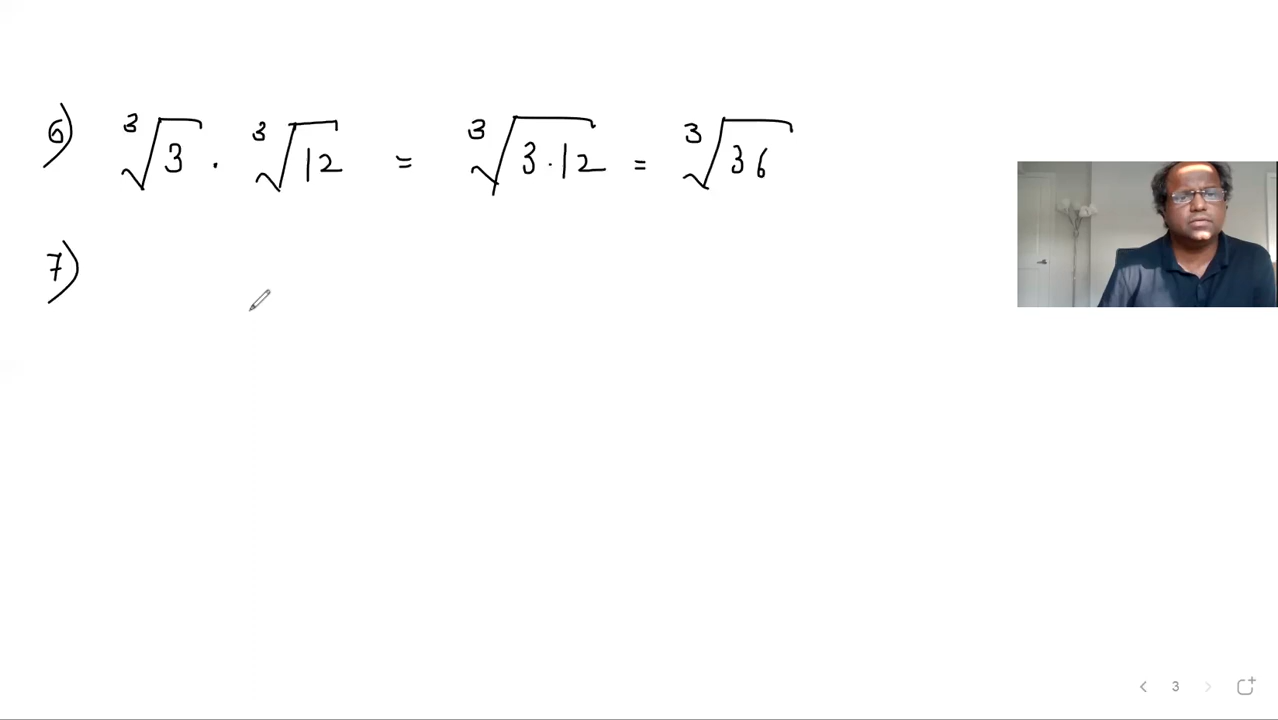 6) ∛3 · ∛12 = ∛3·12 = ∛36
7)
3